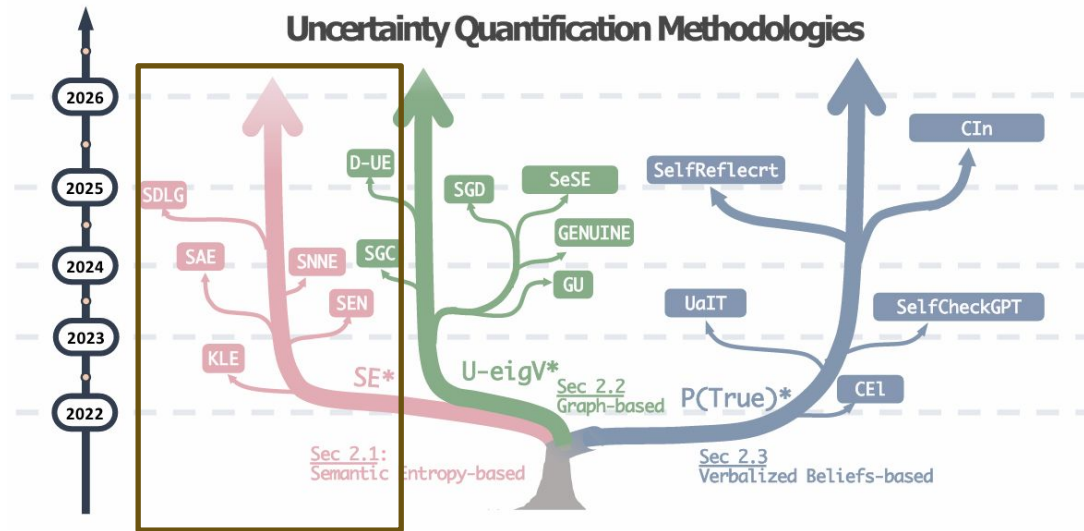 Uncertainty Quantification Methodologies
2026
2025
2024
2023
2022
SDLG
SAE
SNNE
SEN
KLE
SE*
Sec 2.1:
Semantic Entropy-based
D-UE
SGC
SGD
SeSE
GENUINE
GU
U-eigV*
Sec 2.2
Graph-based
SelfReflecrt
CIn
UaIT
SelfCheckGPT
CEl
P(True)*
Sec 2.3
Verbalized Beliefs-based